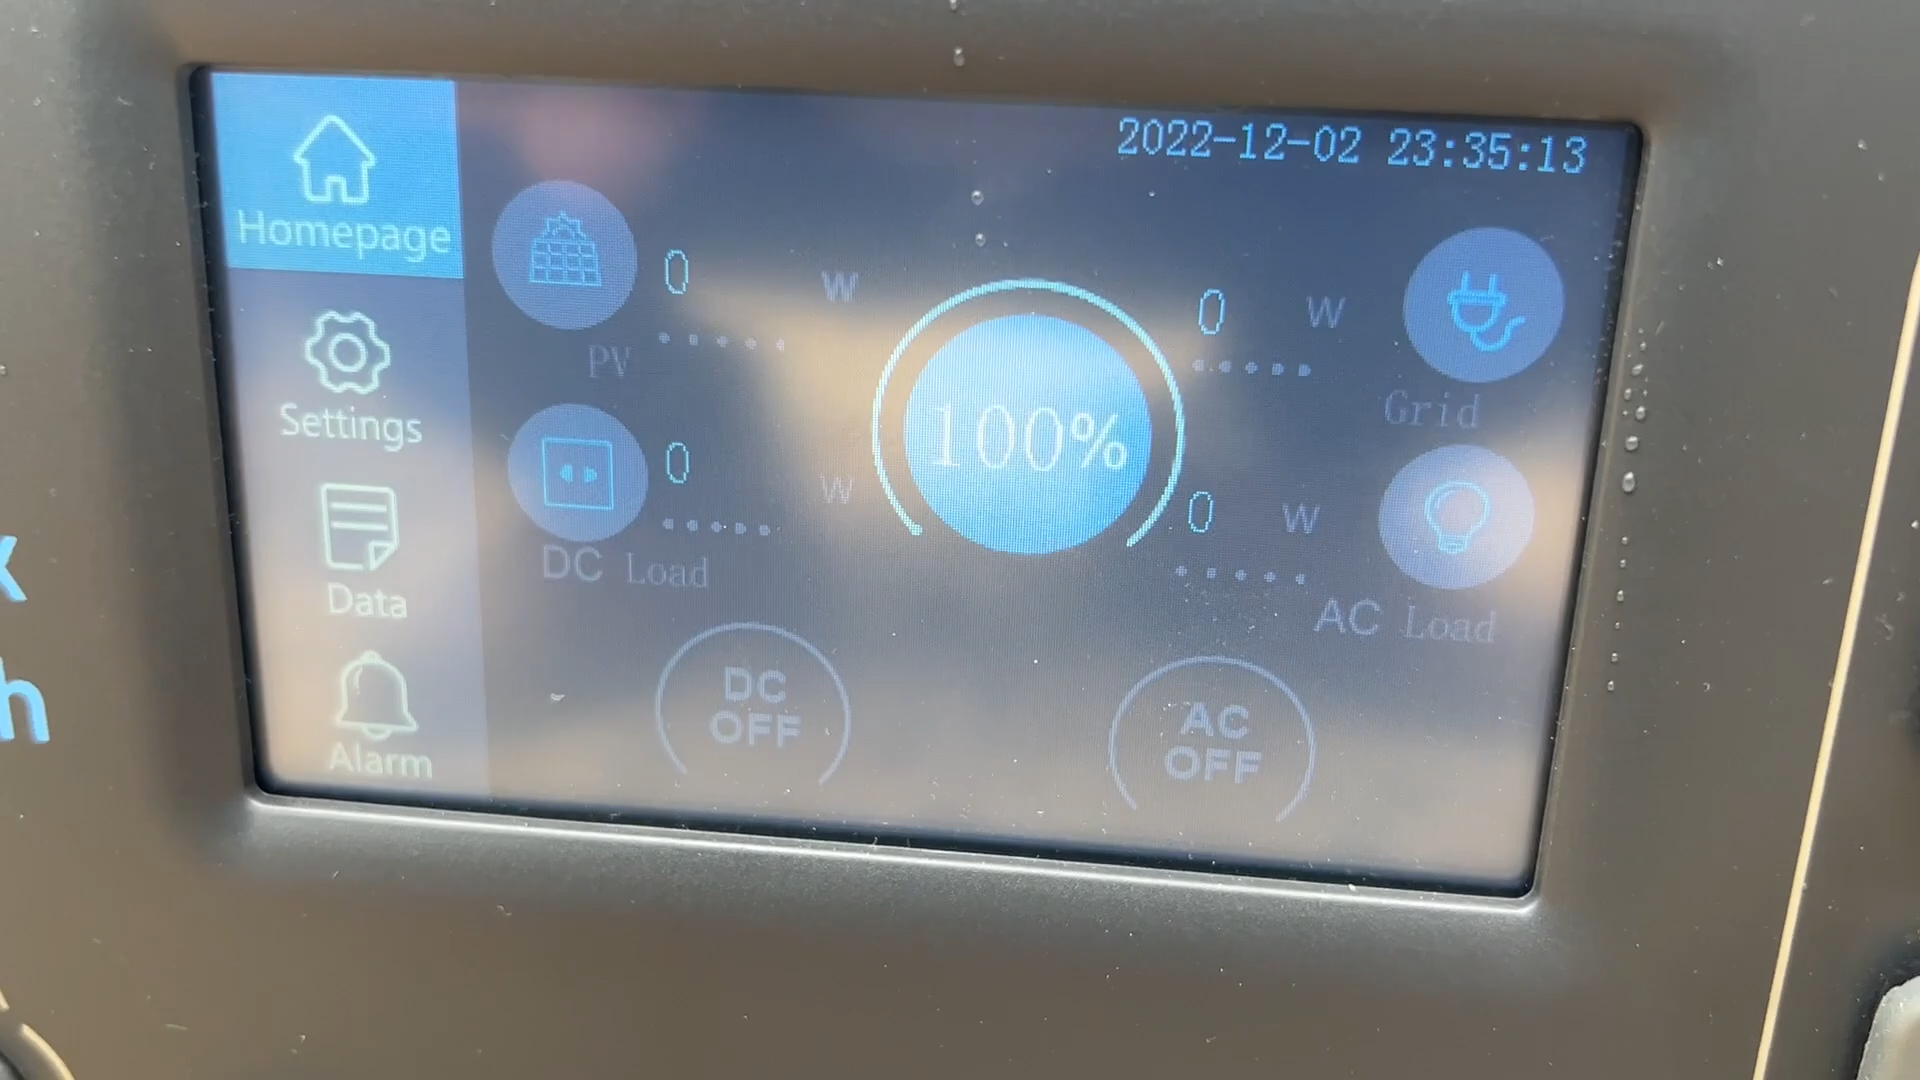 2022-12-02 23:35:13
Homepage
Settings
Data
Alarm
0 W
PV
0 W
DC Load
100%
0 W
Grid
0 W
AC Load
DC
OFF
AC
OFF
x
h